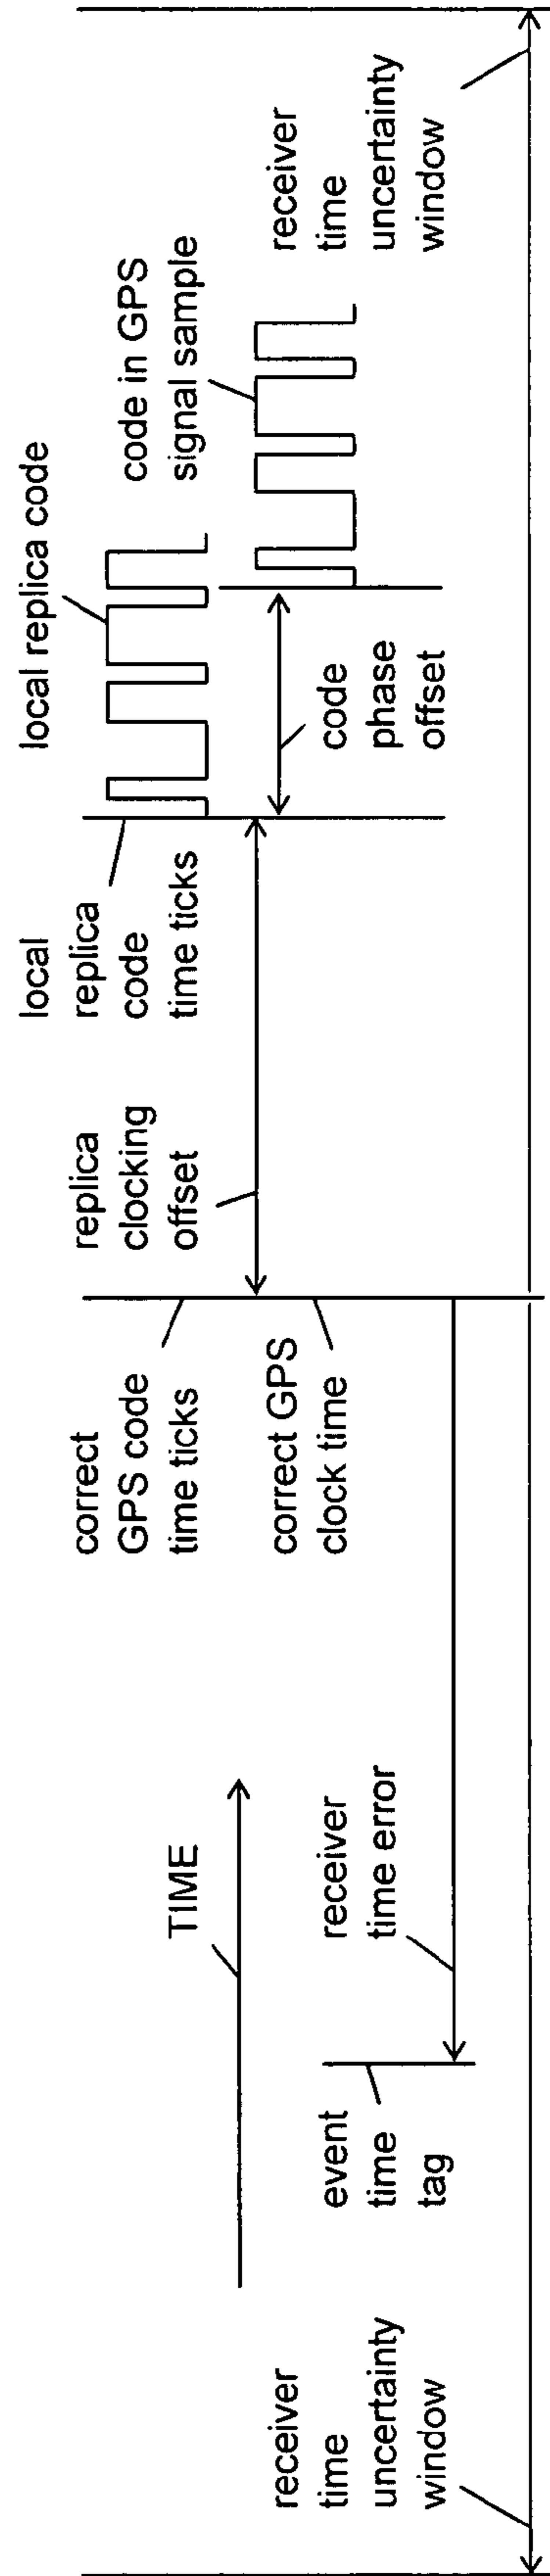 receiver
time
uncertainty
window
event
time
tag
TIME
receiver
time error
correct
GPS code
time ticks
correct GPS
clock time
replica
clocking
offset
local
replica
code
time ticks
local replica code
code
phase
offset
code in GPS
signal sample
receiver
time
uncertainty
window